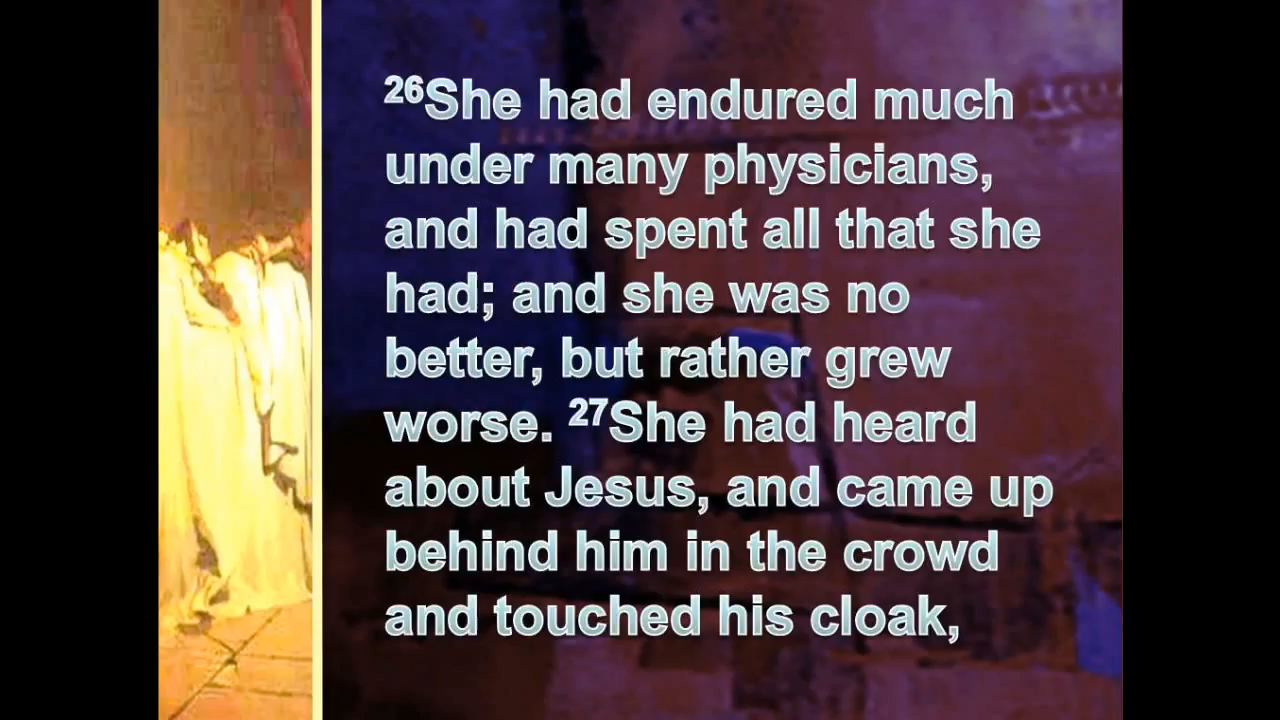 26She had endured much
under many physicians,
and had spent all that she
had; and she was no
better, but rather grew
worse. 27She had heard
about Jesus, and came up
behind him in the crowd
and touched his cloak,